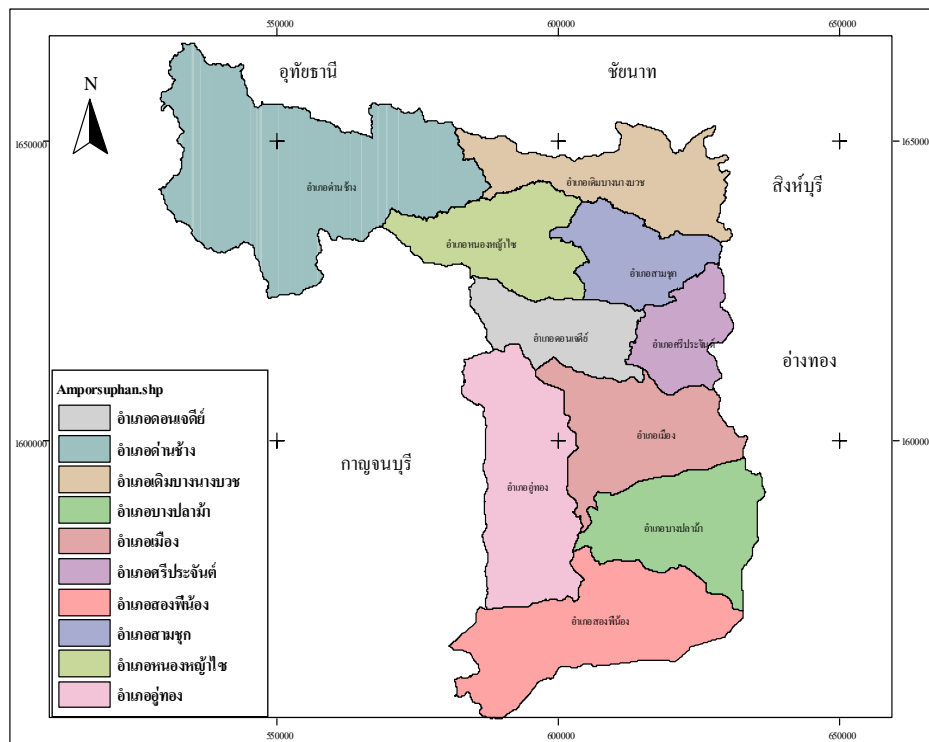 550000 600000 650000
อุทัยธานี ชัยนาท
N
1650000 1650000
อำเภอด่านช้าง อำเภอเดิมบางนางบวช สิงห์บุรี
อำเภอหนองหญ้าไซ
อำเภอสามชุก
อำเภอดอนเจดีย์ อำเภอศรีประจันต์
อ่างทอง
Amporsuphan.shp
อำเภอดอนเจดีย์
อำเภอด่านช้าง
อำเภอเดิมบางนางบวช
อำเภอบางปลาม้า
อำเภอเมือง
อำเภอศรีประจันต์
อำเภอสองพี่น้อง
อำเภอสามชุก
อำเภอหนองหญ้าไซ
อำเภออู่ทอง
1600000 อำเภอเมือง 1600000
กาญจนบุรี
อำเภออู่ทอง
อำเภอบางปลาม้า
อำเภอสองพี่น้อง
550000 600000 650000